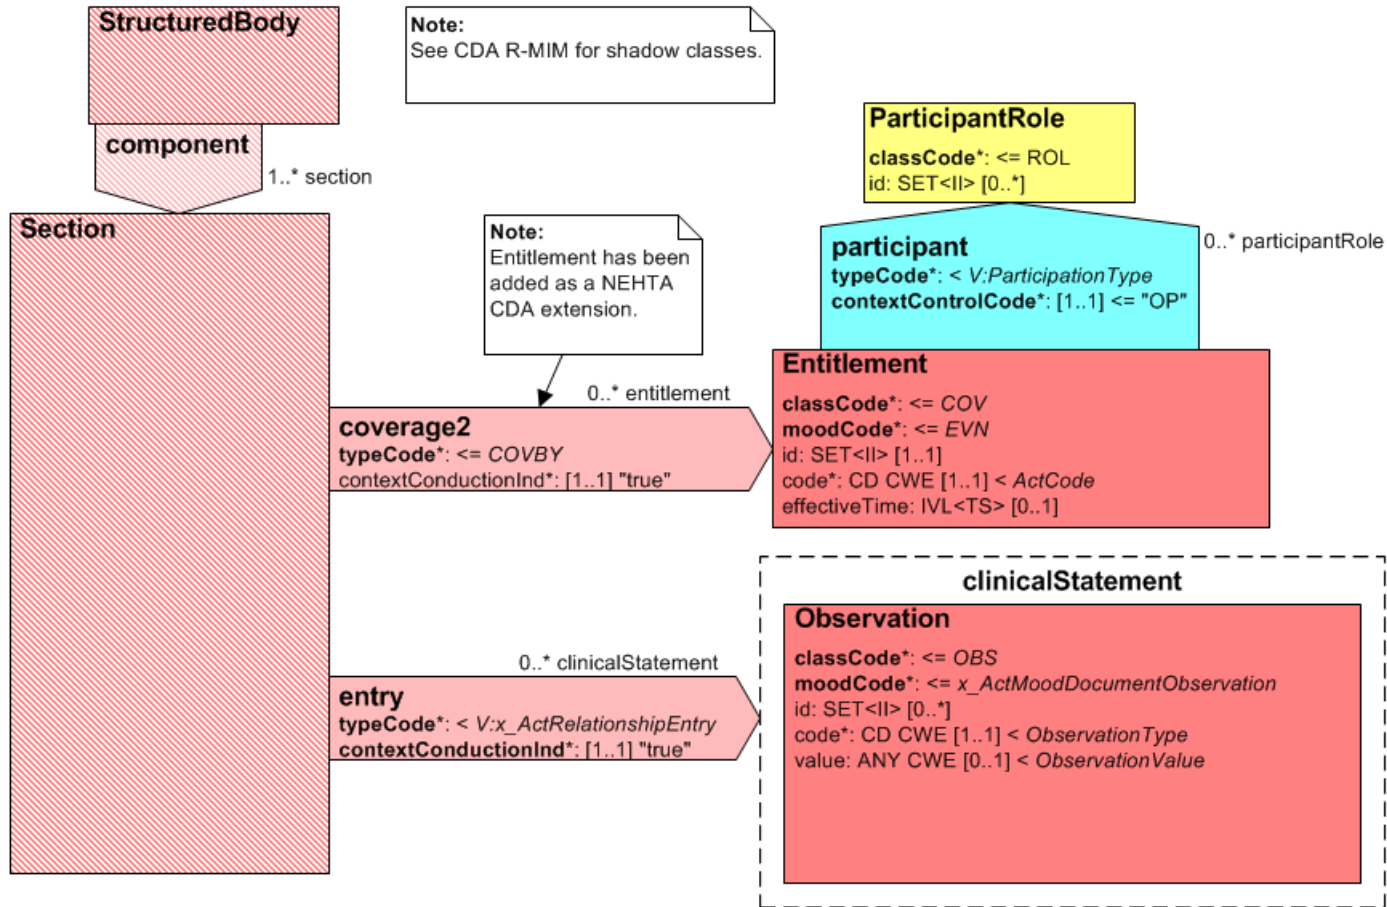 StructuredBody
Note:
See CDA R-MIM for shadow classes.
component
1..* section
ParticipantRole
classCode*: <= ROL
id: SET<II> [0..*]
Section
Note:
Entitlement has been
added as a NEHTA
CDA extension.
participant
typeCode*: < V:ParticipationType
contextControlCode*: [1..1] <= "OP"
0..* participantRole
Entitlement
classCode*: <= COV
moodCode*: <= EVN
id: SET<II> [1..1]
code*: CD CWE [1..1] < ActCode
effectiveTime: IVL<TS> [0..1]
0..* entitlement
coverage2
typeCode*: <= COVBY
contextConductionInd*: [1..1] "true"
clinicalStatement
Observation
classCode*: <= OBS
moodCode*: <= x_ActMoodDocumentObservation
id: SET<II> [0..*]
code*: CD CWE [1..1] < ObservationType
value: ANY CWE [0..1] < ObservationValue
0..* clinicalStatement
entry
typeCode*: < V:x_ActRelationshipEntry
contextConductionInd*: [1..1] "true"